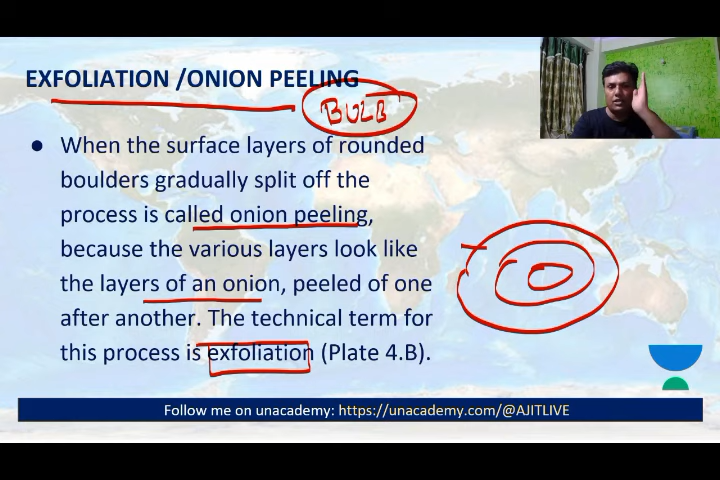 EXFOLIATION /ONION PEELING
BULB
● When the surface layers of rounded
boulders gradually split off the
process is called onion peeling,
because the various layers look like
the layers of an onion, peeled of one
after another. The technical term for
this process is exfoliation (Plate 4.B).
Follow me on unacademy: https://unacademy.com/@AJITLIVE